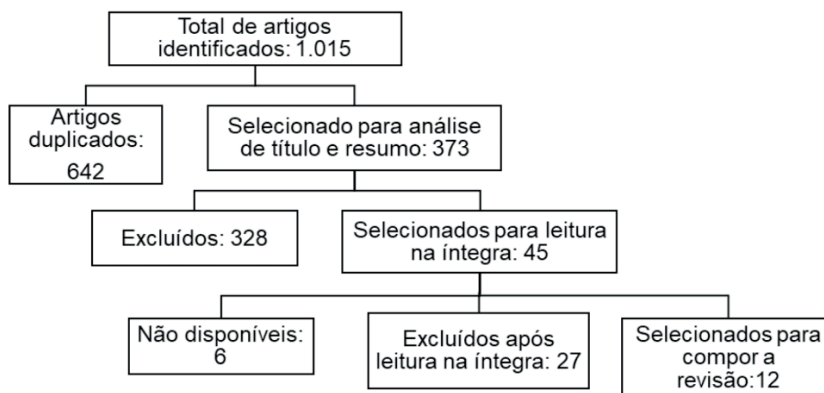 Total de artigos
identificados: 1.015
Artigos
duplicados:
642
Selecionado para análise
de título e resumo: 373
Excluídos: 328
Selecionados para leitura
na íntegra: 45
Não disponíveis:
6
Excluídos após
leitura na íntegra: 27
Selecionados para
compor a
revisão:12